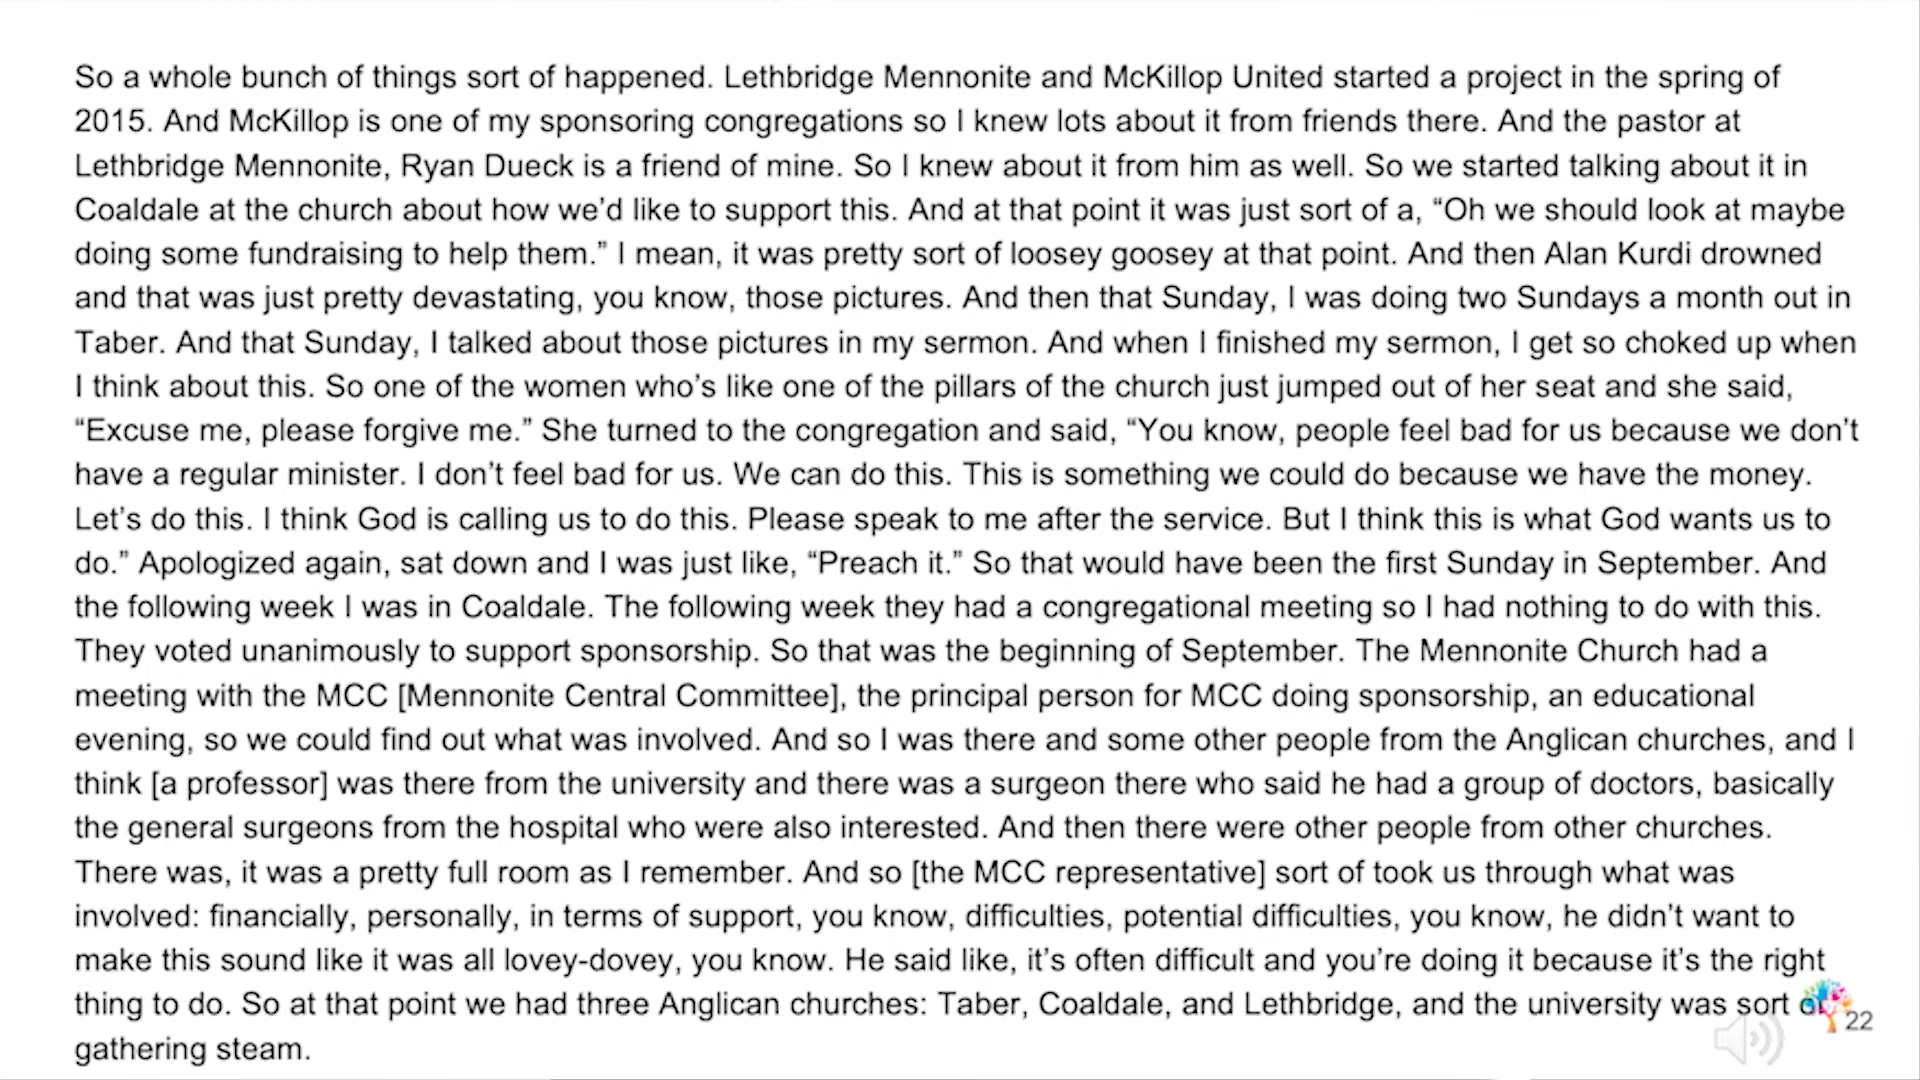 So a whole bunch of things sort of happened. Lethbridge Mennonite and McKillop United started a project in the spring of
2015. And McKillop is one of my sponsoring congregations so I knew lots about it from friends there. And the pastor at
Lethbridge Mennonite, Ryan Dueck is a friend of mine. So I knew about it from him as well. So we started talking about it in
Coaldale at the church about how we’d like to support this. And at that point it was just sort of a, “Oh we should look at maybe
doing some fundraising to help them.” I mean, it was pretty sort of loosey goosey at that point. And then Alan Kurdi drowned
and that was just pretty devastating, you know, those pictures. And then that Sunday, I was doing two Sundays a month out in
Taber. And that Sunday, I talked about those pictures in my sermon. And when I finished my sermon, I get so choked up when
I think about this. So one of the women who’s like one of the pillars of the church just jumped out of her seat and she said,
“Excuse me, please forgive me.” She turned to the congregation and said, “You know, people feel bad for us because we don’t
have a regular minister. I don’t feel bad for us. We can do this. This is something we could do because we have the money.
Let’s do this. I think God is calling us to do this. Please speak to me after the service. But I think this is what God wants us to
do.” Apologized again, sat down and I was just like, “Preach it.” So that would have been the first Sunday in September. And
the following week I was in Coaldale. The following week they had a congregational meeting so I had nothing to do with this.
They voted unanimously to support sponsorship. So that was the beginning of September. The Mennonite Church had a
meeting with the MCC [Mennonite Central Committee], the principal person for MCC doing sponsorship, an educational
evening, so we could find out what was involved. And so I was there and some other people from the Anglican churches, and I
think [a professor] was there from the university and there was a surgeon there who said he had a group of doctors, basically
the general surgeons from the hospital who were also interested. And then there were other people from other churches.
There was, it was a pretty full room as I remember. And so [the MCC representative] sort of took us through what was
involved: financially, personally, in terms of support, you know, difficulties, potential difficulties, you know, he didn’t want to
make this sound like it was all lovey-dovey, you know. He said like, it’s often difficult and you’re doing it because it’s the right
thing to do. So at that point we had three Anglican churches: Taber, Coaldale, and Lethbridge, and the university was sort of
gathering steam.
22